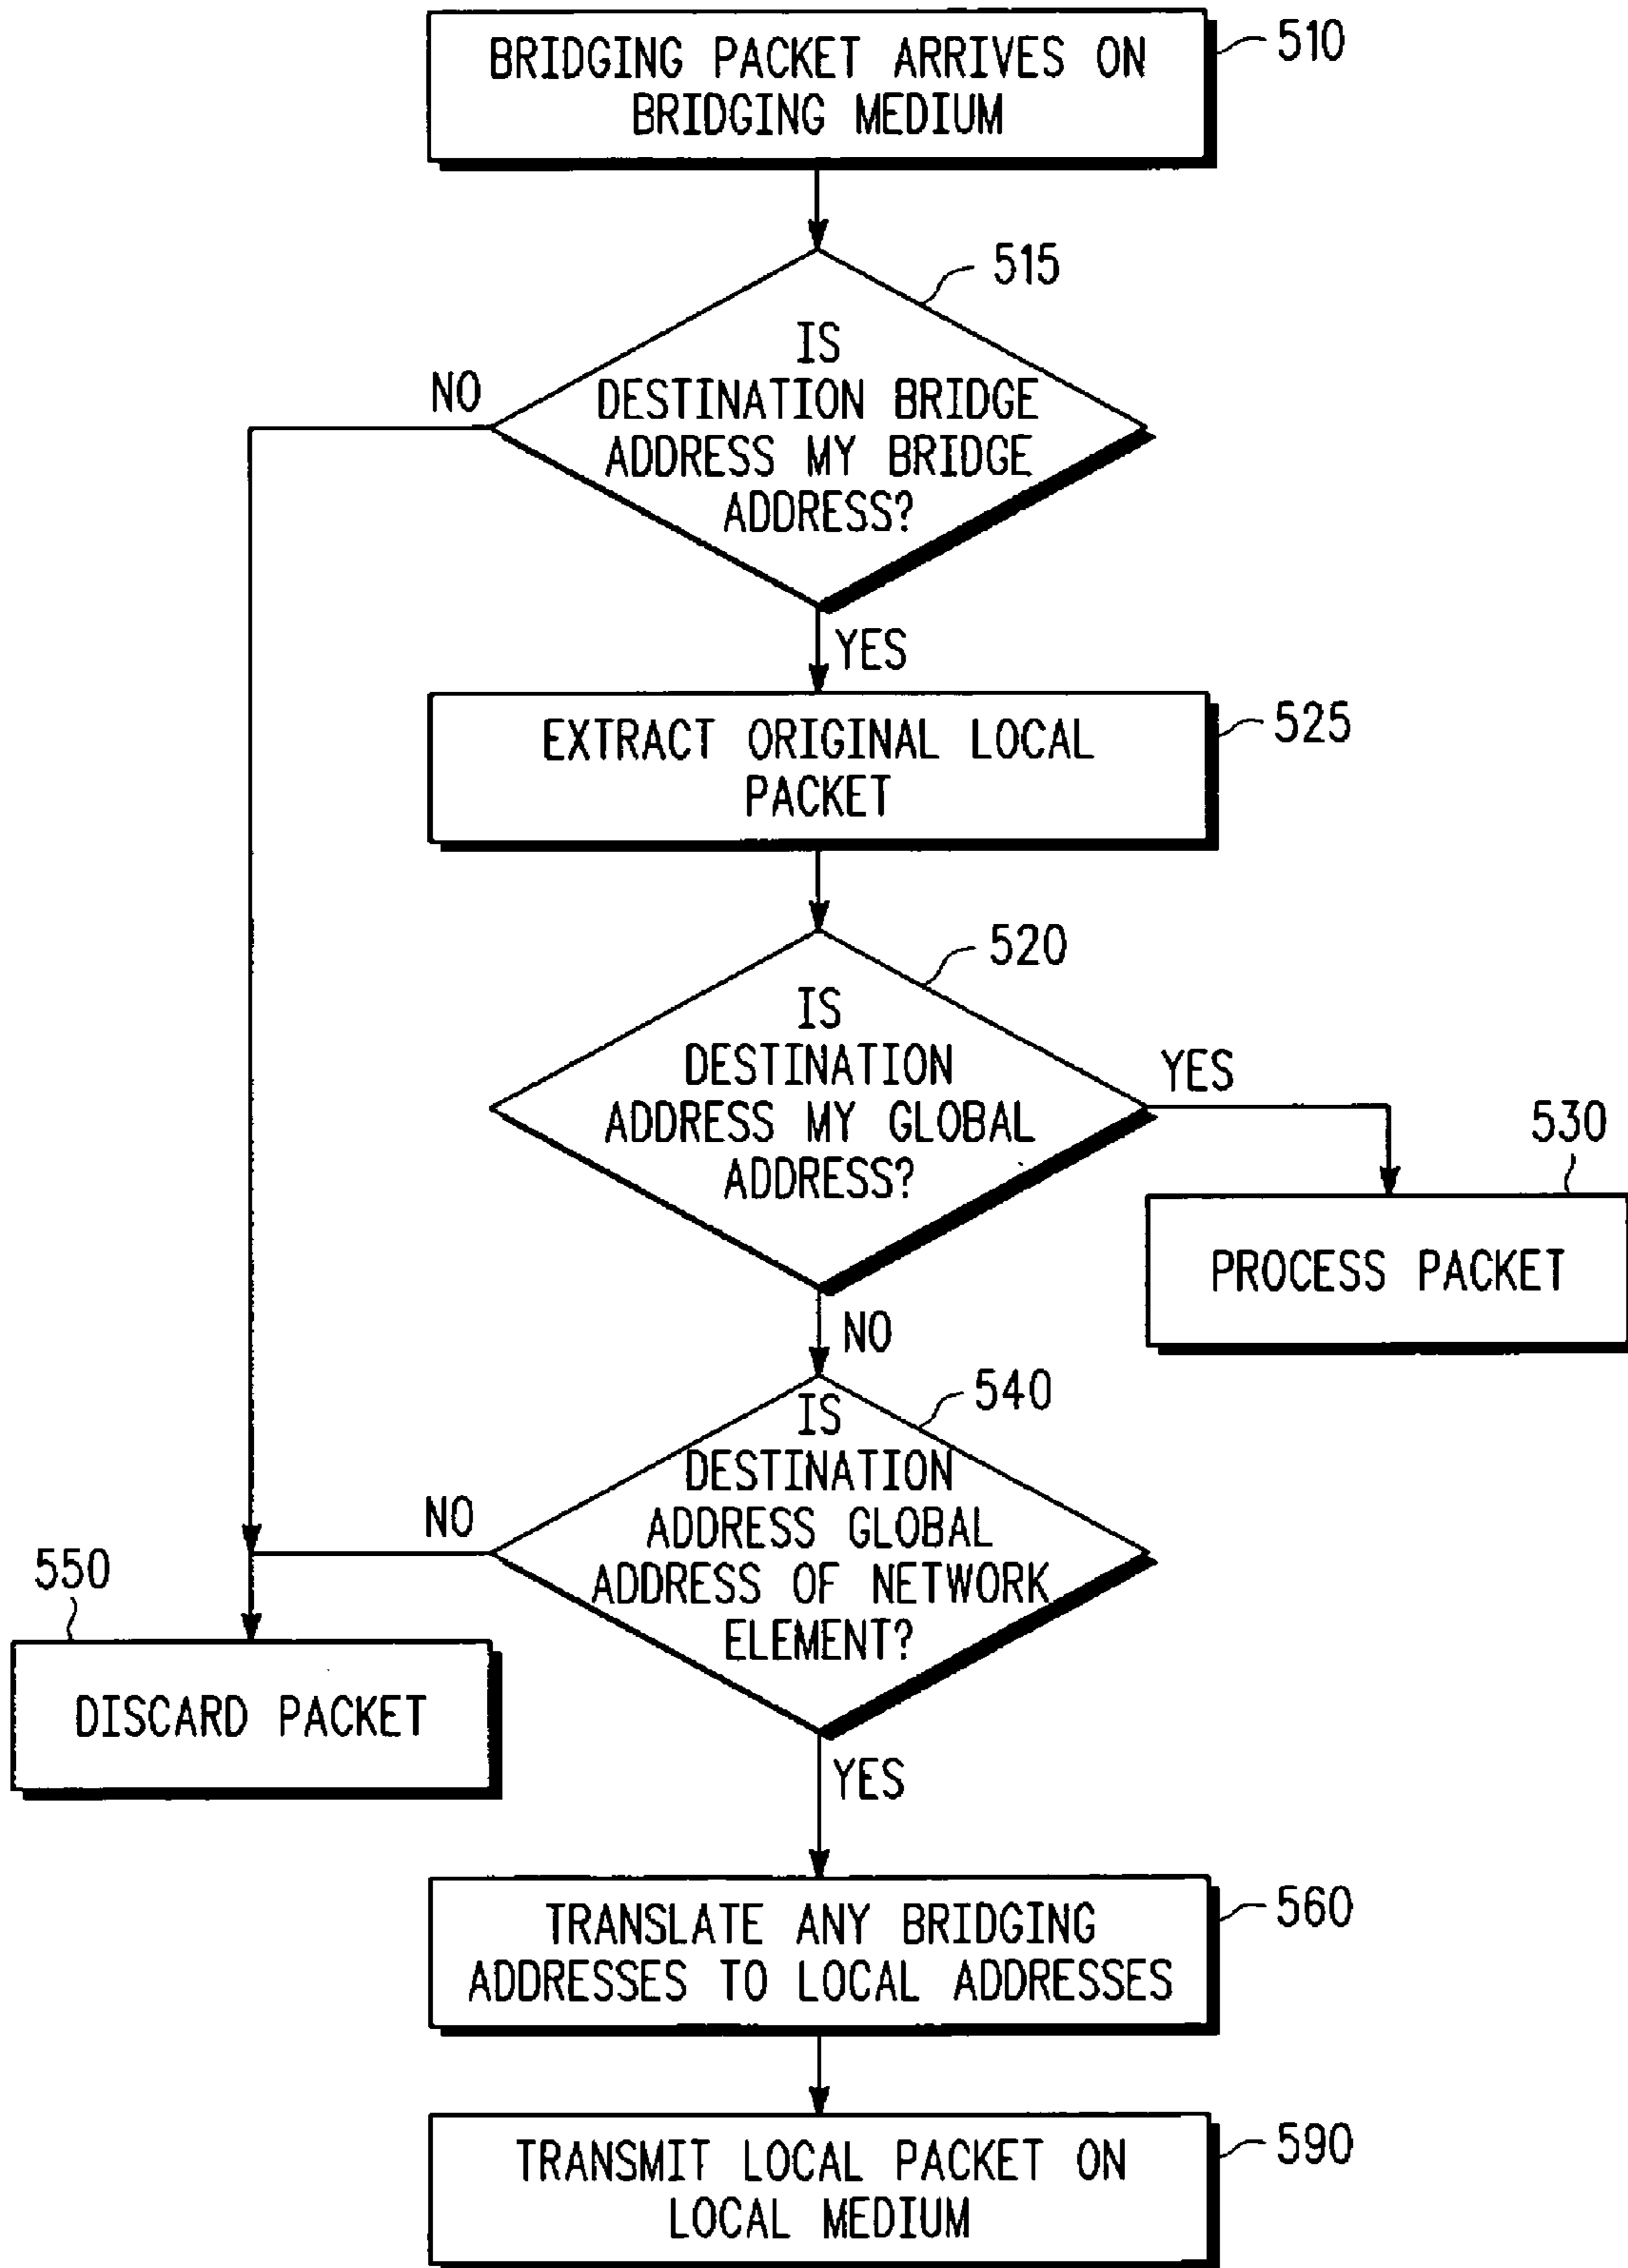 BRIDGING PACKET ARRIVES ON
BRIDGING MEDIUM
510
515
IS
DESTINATION BRIDGE
ADDRESS MY BRIDGE
ADDRESS?
NO
YES
EXTRACT ORIGINAL LOCAL
PACKET
525
520
IS
DESTINATION
ADDRESS MY GLOBAL
ADDRESS?
YES
530
PROCESS PACKET
NO
540
IS
DESTINATION
ADDRESS GLOBAL
ADDRESS OF NETWORK
ELEMENT?
NO
550
DISCARD PACKET
YES
TRANSLATE ANY BRIDGING
ADDRESSES TO LOCAL ADDRESSES
560
TRANSMIT LOCAL PACKET ON
LOCAL MEDIUM
590